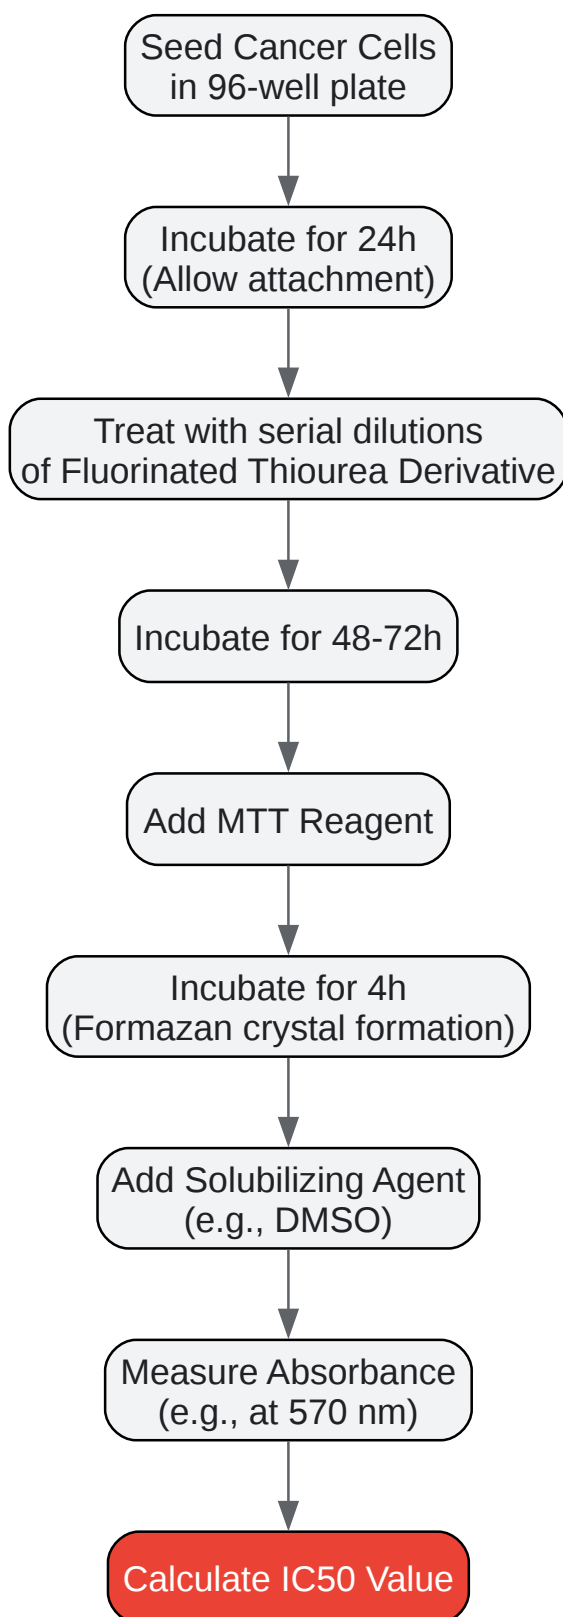 Seed Cancer Cells
in 96-well plate
Incubate for 24h
(Allow attachment)
Treat with serial dilutions
of Fluorinated Thiourea Derivative
Incubate for 48-72h
Add MTT Reagent
Incubate for 4h
(Formazan crystal formation)
Add Solubilizing Agent
(e.g., DMSO)
Measure Absorbance
(e.g., at 570 nm)
Calculate IC50 Value